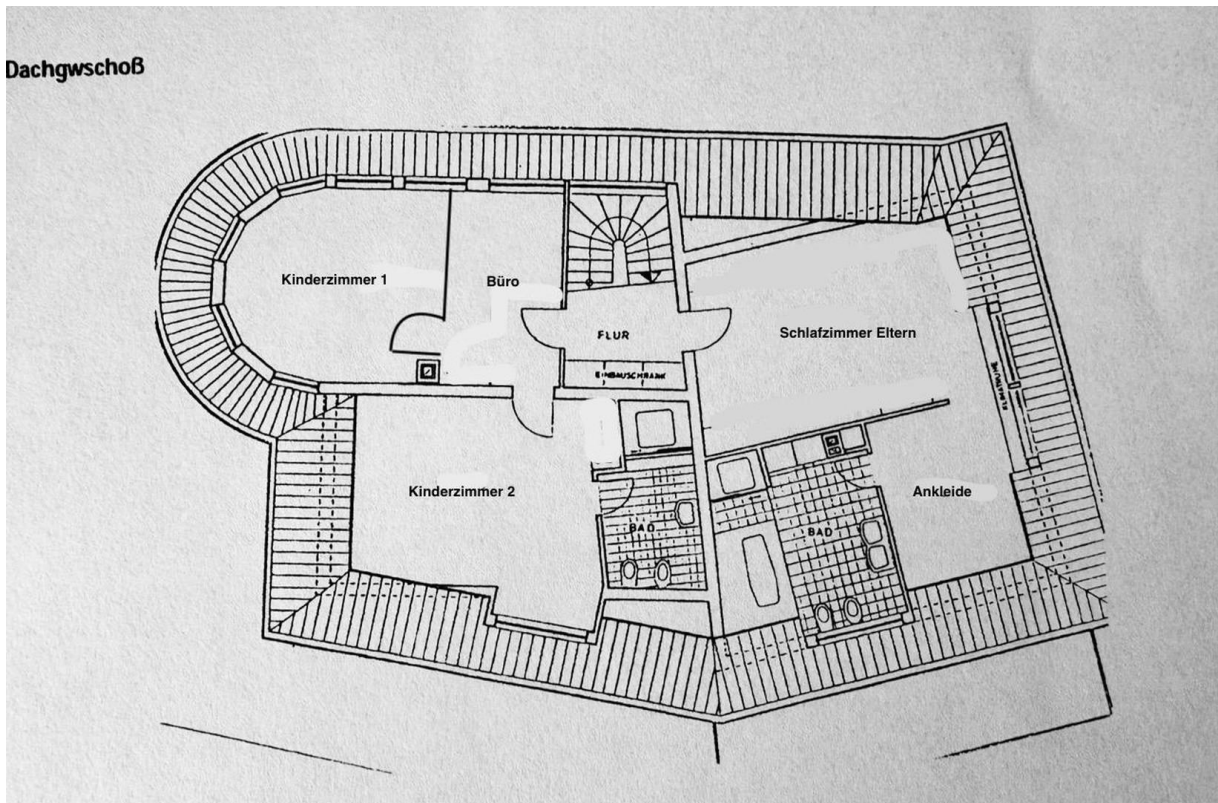 Dachgwschoß
Kinderzimmer 1
Büro
FLUR
Schlafzimmer Eltern
EINBAUSCHRANK
Kinderzimmer 2
Ankleide
BAD
BAD